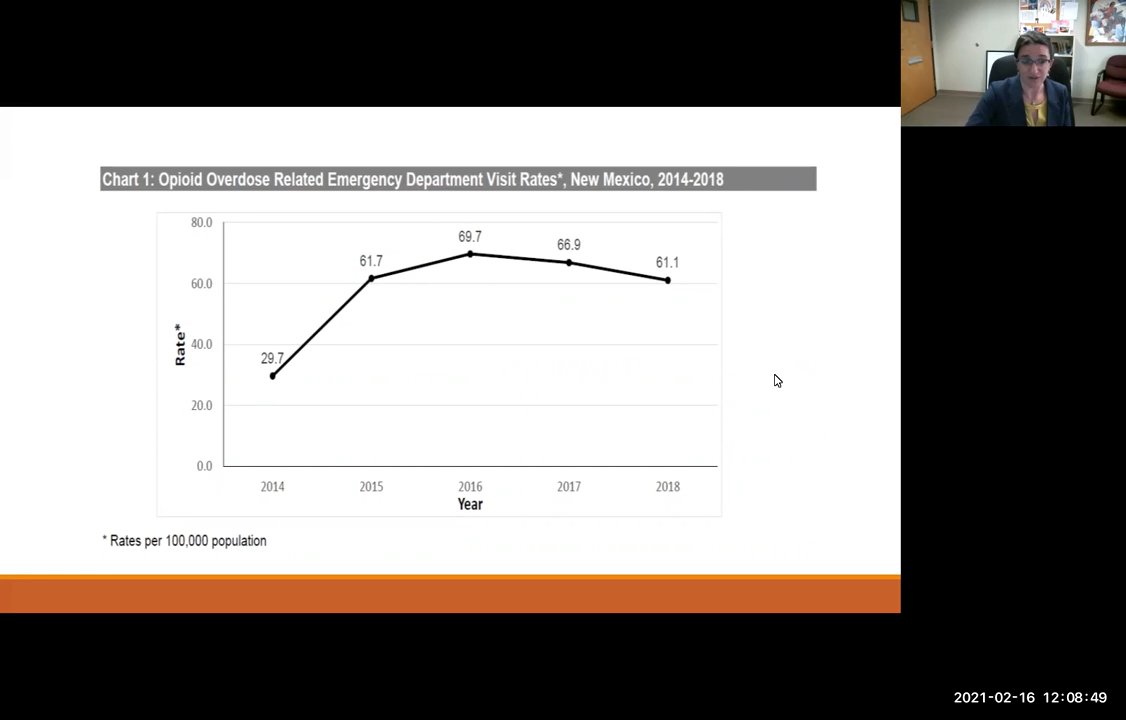 Chart 1: Opioid Overdose Related Emergency Department Visit Rates*, New Mexico, 2014-2018
80.0
69.7
66.9
61.7
61.1
60.0
Rate*
40.0
29.7
20.0
0.0
2014 2015 2016 2017 2018
Year
* Rates per 100,000 population
2021-02-16 12:08:49